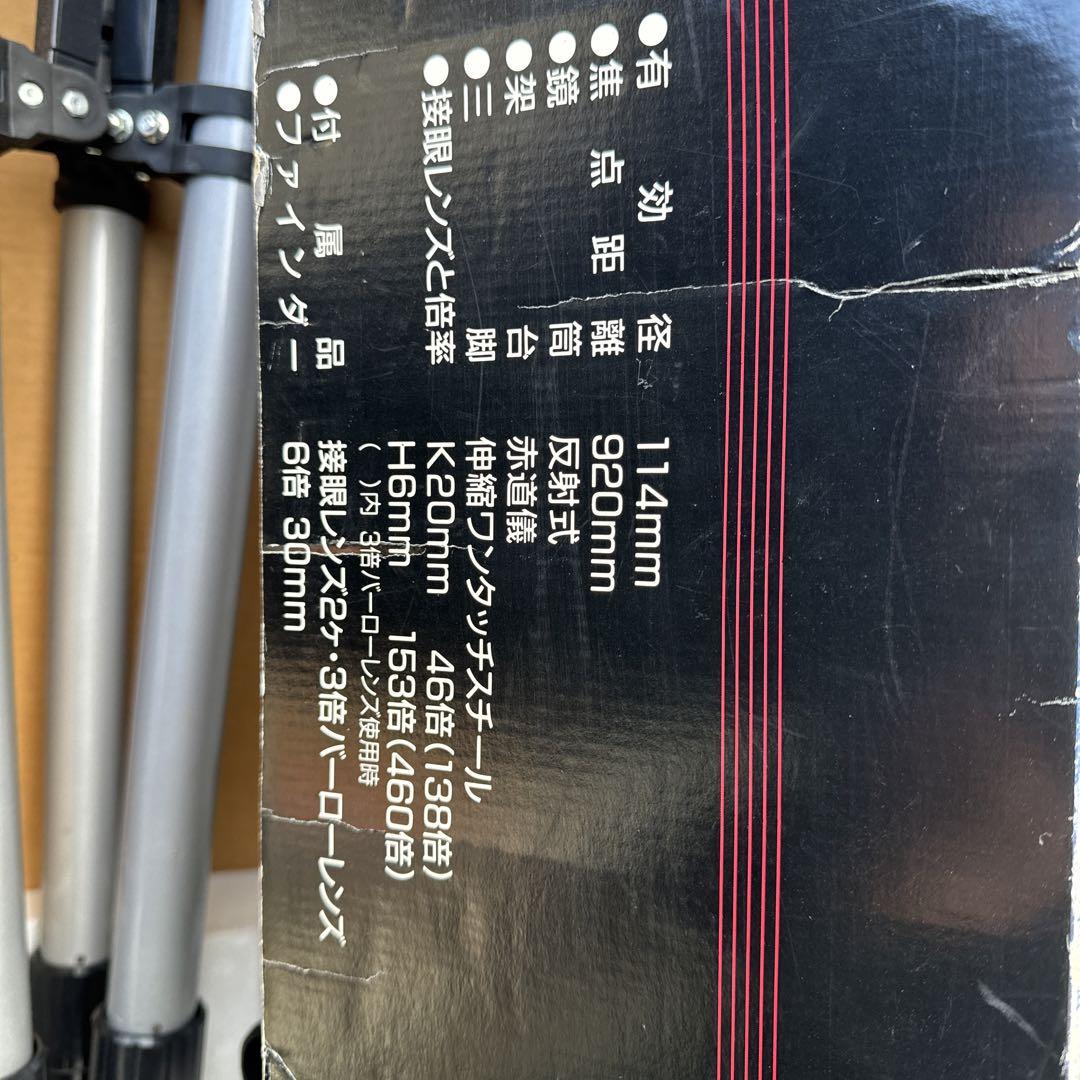 ●有効径 114mm
●焦点距離 920mm
●鏡筒 反射式
●架台 赤道儀
●三脚 伸縮ワンタッチスチール
●接眼レンズと倍率 K20mm 46倍(138倍)
H6mm 153倍(460倍)
( )内 3倍バーローレンズ使用時
●付属品 接眼レンズ2ヶ・3倍バーローレンズ
●ファインダー 6倍 30mm